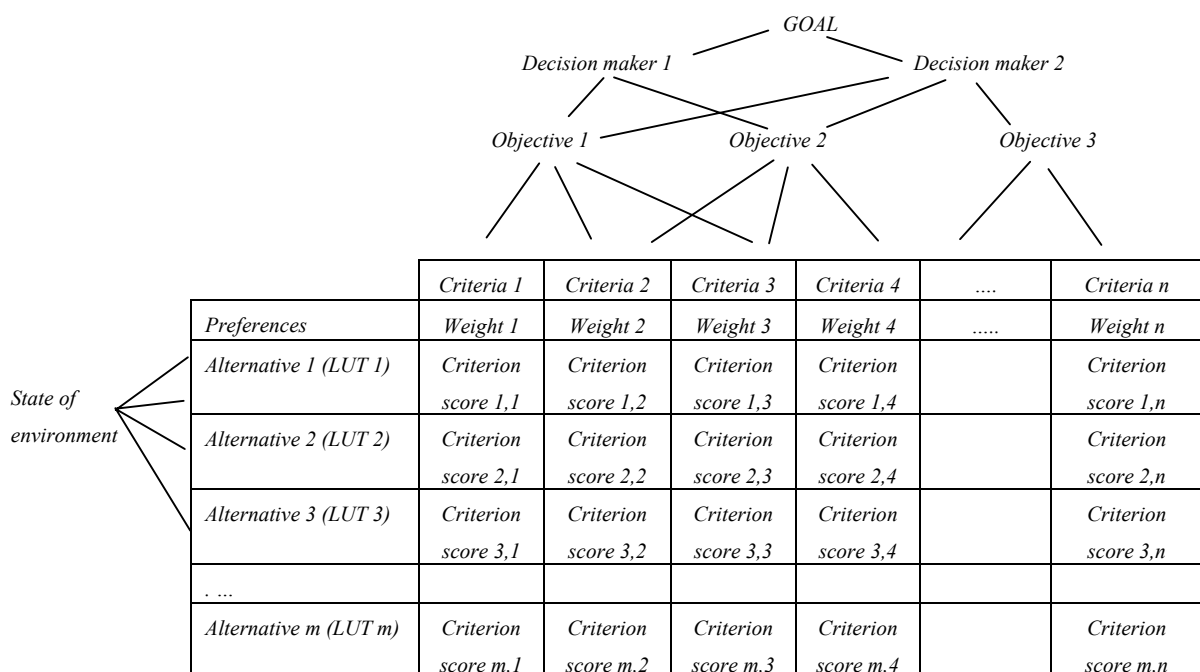 GOAL
Decision maker 1 Decision maker 2
Objective 1 Objective 2 Objective 3
Criteria 1 Criteria 2 Criteria 3 Criteria 4 .... Criteria n
Preferences Weight 1 Weight 2 Weight 3 Weight 4 ..... Weight n
State of
environment
Alternative 1 (LUT 1) Criterion Criterion Criterion Criterion Criterion
score 1,1 score 1,2 score 1,3 score 1,4 score 1,n
Alternative 2 (LUT 2) Criterion Criterion Criterion Criterion Criterion
score 2,1 score 2,2 score 2,3 score 2,4 score 2,n
Alternative 3 (LUT 3) Criterion Criterion Criterion Criterion Criterion
score 3,1 score 3,2 score 3,3 score 3,4 score 3,n
. ...
Alternative m (LUT m) Criterion Criterion Criterion Criterion Criterion
score m,1 score m,2 score m,3 score m,4 score m,n